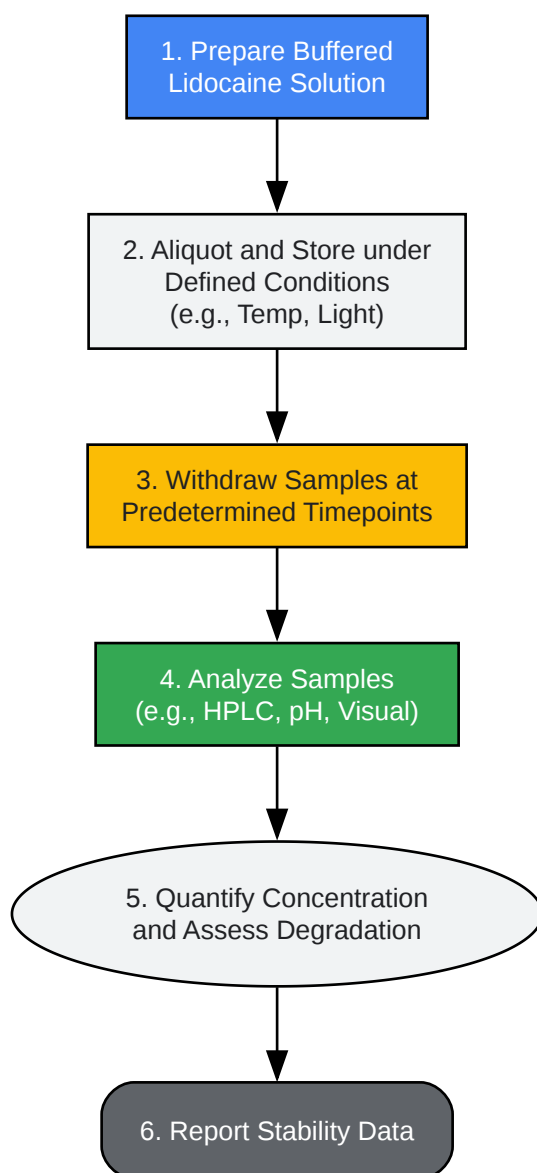 1. Prepare Buffered
Lidocaine Solution
2. Aliquot and Store under
Defined Conditions
(e.g., Temp, Light)
3. Withdraw Samples at
Predetermined Timepoints
4. Analyze Samples
(e.g., HPLC, pH, Visual)
5. Quantify Concentration
and Assess Degradation
6. Report Stability Data